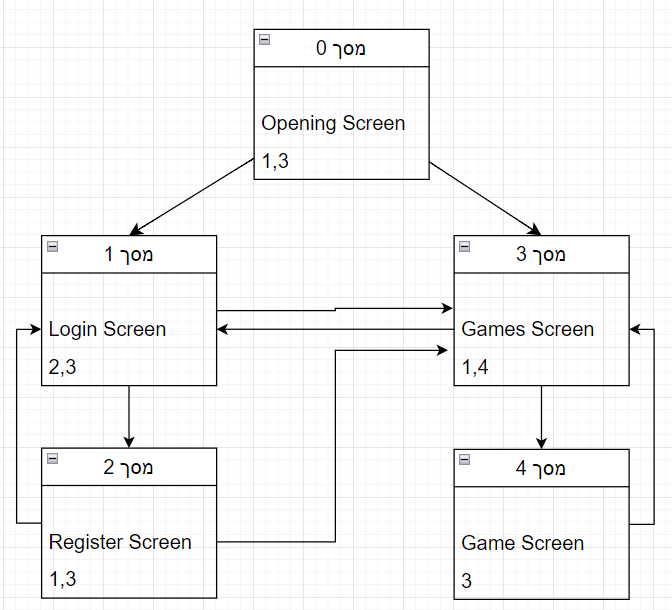 מסך 0
Opening Screen
1,3
מסך 1
Login Screen
2,3
מסך 3
Games Screen
1,4
מסך 2
Register Screen
1,3
מסך 4
Game Screen
3